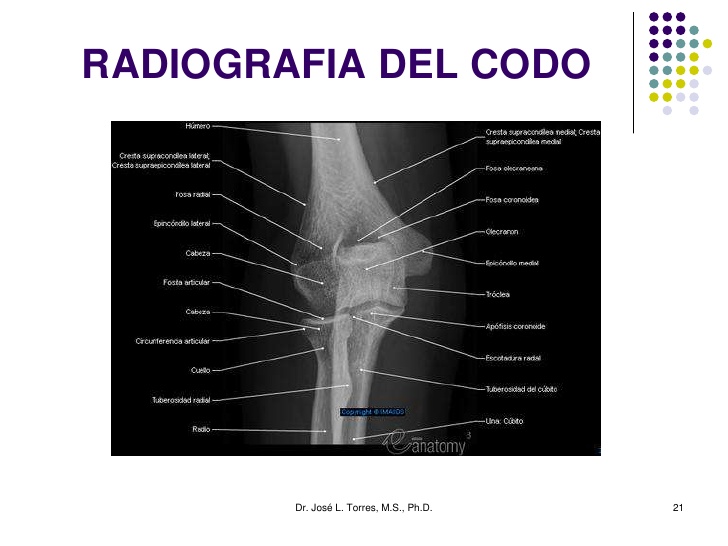 RADIOGRAFIA DEL CODO
Húmero
Cresta supracondílea lateral;
Cresta supraepicondílea lateral
Fosa radial
Epicóndilo lateral
Cabeza
Fosita articular
Cabeza
Circunferencia articular
Cuello
Tuberosidad radial
Radio
Cresta supracondílea medial; Cresta
supraepicondílea medial
Fosa olecraneana
Fosa coronoidea
Olecranon
Epicóndilo medial
Tróclea
Apófisis coronoide
Escotadura radial
Tuberosidad del cúbito
Ulna: Cúbito
Copyright © IMAIOS
e-anatomy 3
Dr. José L. Torres, M.S., Ph.D.
21